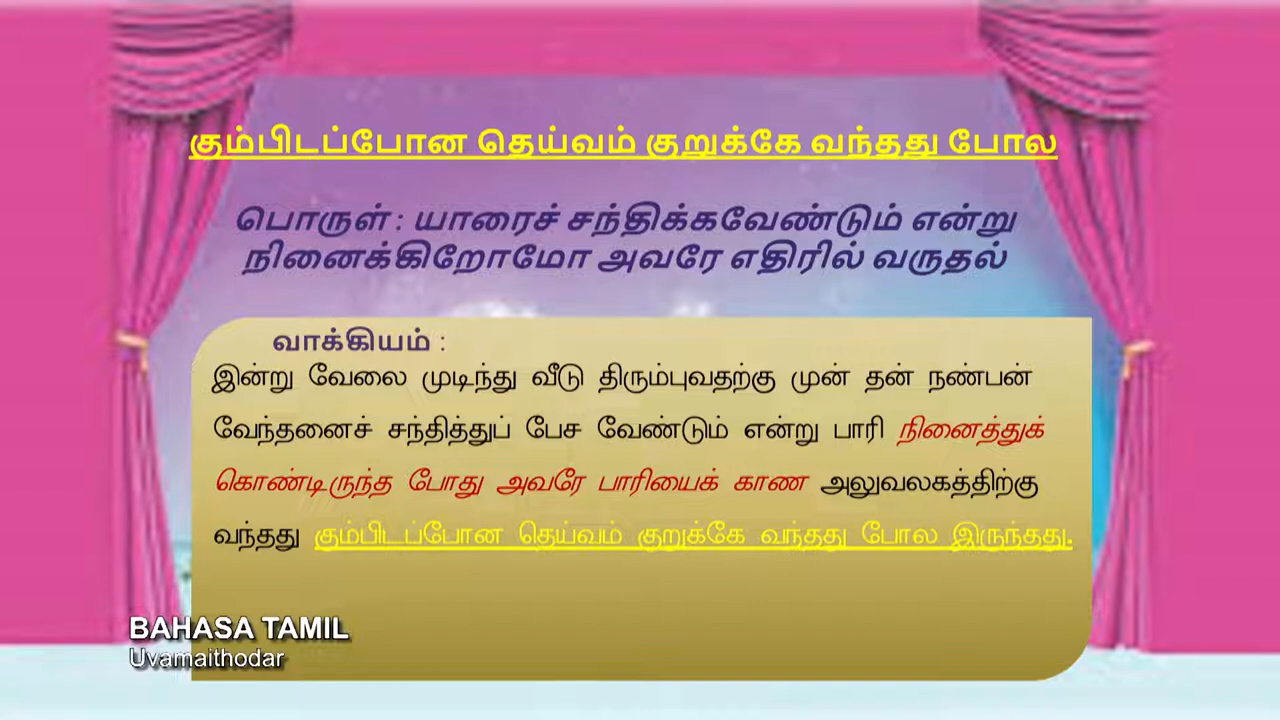 கும்பிடப்போன தெய்வம் குறுக்கே வந்தது போல
பொருள் : யாரைச் சந்திக்கவேண்டும் என்று
நினைக்கிறோமோ அவரே எதிரில் வருதல்
வாக்கியம் :
இன்று வேலை முடிந்து வீடு திரும்புவதற்கு முன் தன் நண்பன்
வேந்தனைச் சந்தித்துப் பேச வேண்டும் என்று பாரி நினைத்துக்
கொண்டிருந்த போது அவரே பாரியைக் காண அலுவலகத்திற்கு
வந்தது கும்பிடப்போன தெய்வம் குறுக்கே வந்தது போல இருந்தது.
BAHASA TAMIL
Uvamaithodar